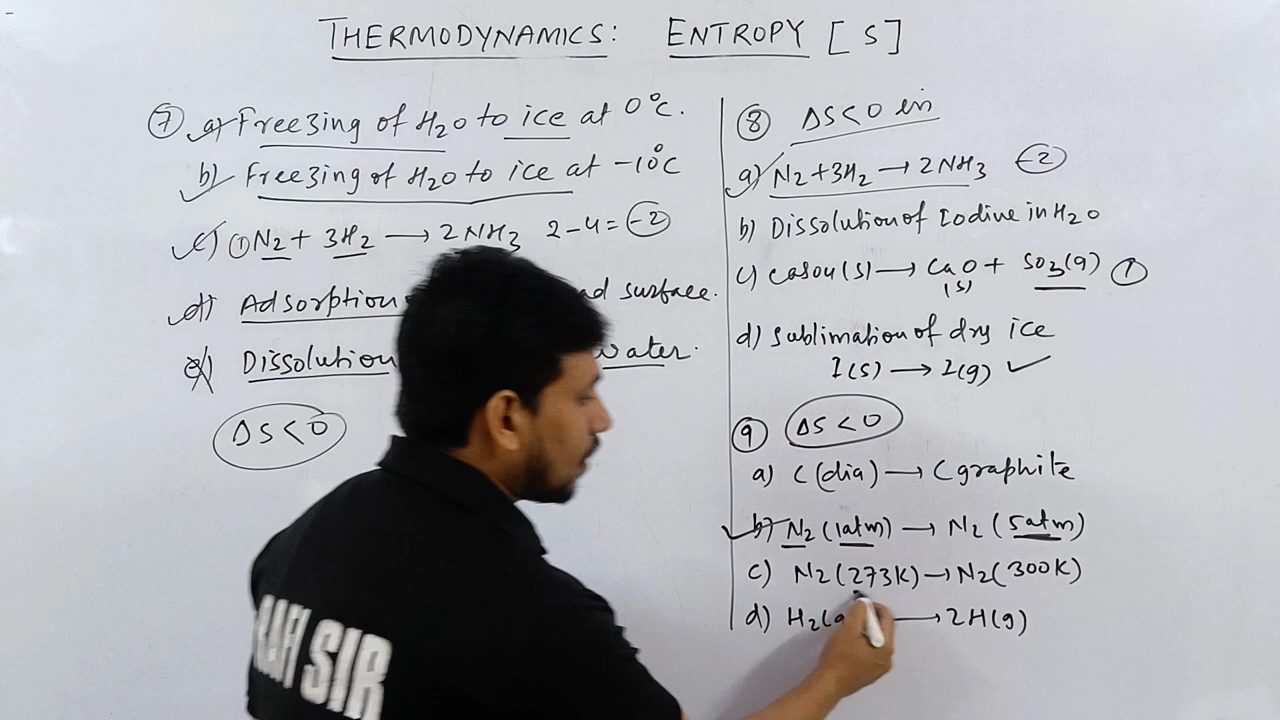 THERMODYNAMICS: ENTROPY [S]
⑦ a) Freezing of H₂O to ice at 0°C.
b) Freezing of H₂O to ice at -10°C
c) ① N₂ + 3H₂ → 2NH₃ 2-4 = -2
d) Adsorption surface.
e) Dissolution water.
ΔS<0
⑧ ΔS<0 in
a) N₂+3H₂ → 2NH₃ -2
b) Dissolution of Iodine in H₂O
c) CaSO4(s) → CaO + SO₃(g) ①
(s)
d) Sublimation of dry ice
I(s) → I(g) ✓
⑨ ΔS<0
a) C(dia) → C graphite
b) N₂(1atm) → N₂(5atm)
c) N₂(273K) → N₂(300K)
d) H₂(g → 2H(g)
RAFI SIR